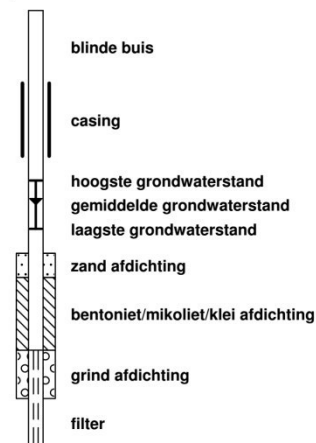 blinde buis
casing
hoogste grondwaterstand
gemiddelde grondwaterstand
laagste grondwaterstand
zand afdichting
bentoniet/mikoliet/klei afdichting
grind afdichting
filter